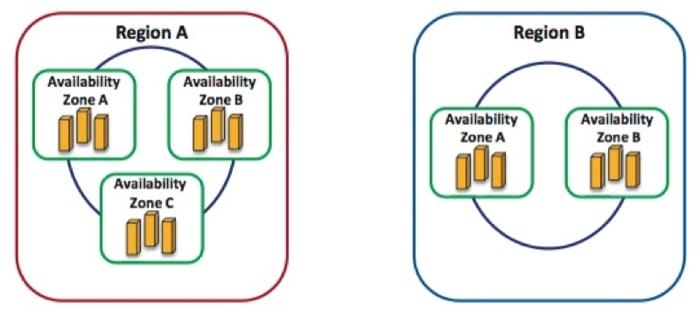 Region A
Availability
Zone A
Availability
Zone B
Availability
Zone C
Region B
Availability
Zone A
Availability
Zone B